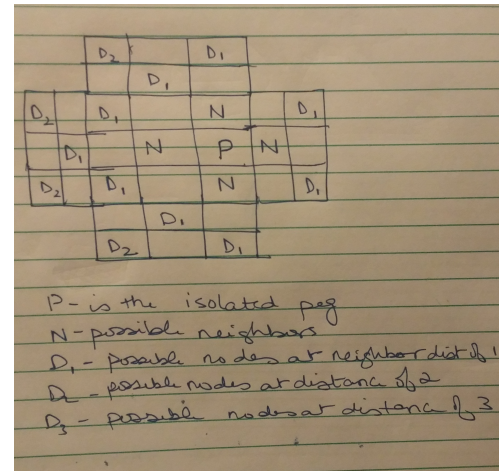 D₂ D₁
D₁
D₂ D₁ N D₁
D₁ N P N
D₂ D₁ N D₁
D₁
D₂ D₁
P- is the isolated peg
N-possible neighbors
D₁ - possible nodes at neighbor dist of 1
D₂ - possible nodes at distance of 2
D₃ - possible nodes at distance of 3